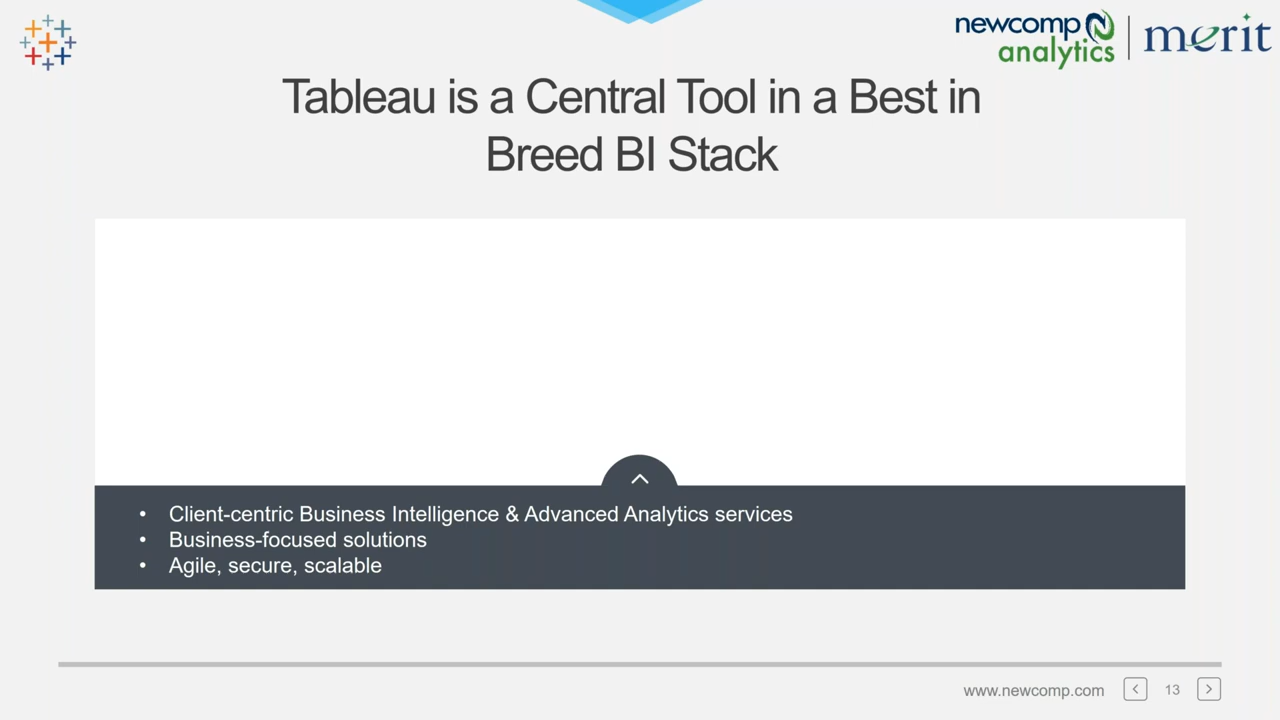 newcomp
analytics
merit
Tableau is a Central Tool in a Best in
Breed BI Stack
• Client-centric Business Intelligence & Advanced Analytics services
• Business-focused solutions
• Agile, secure, scalable
www.newcomp.com
13